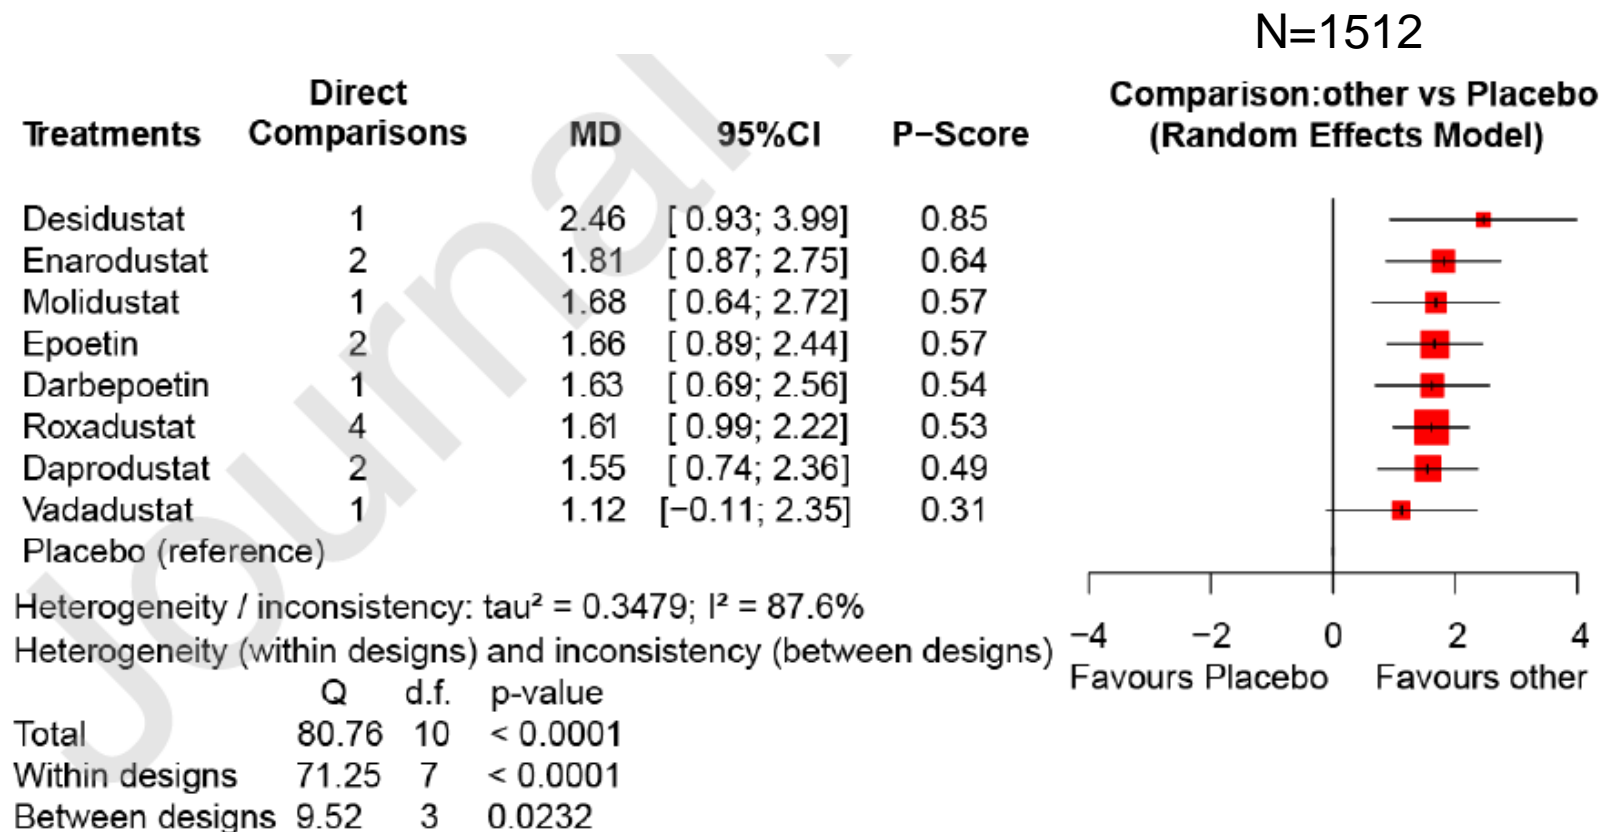 N=1512
Direct Comparison:other vs Placebo
Treatments Comparisons MD 95%CI P−Score (Random Effects Model)
Desidustat 1 2.46 [ 0.93; 3.99] 0.85
Enarodustat 2 1.81 [ 0.87; 2.75] 0.64
Molidustat 1 1.68 [ 0.64; 2.72] 0.57
Epoetin 2 1.66 [ 0.89; 2.44] 0.57
Darbepoetin 1 1.63 [ 0.69; 2.56] 0.54
Roxadustat 4 1.61 [ 0.99; 2.22] 0.53
Daprodustat 2 1.55 [ 0.74; 2.36] 0.49
Vadadustat 1 1.12 [−0.11; 2.35] 0.31
Placebo (reference)
Heterogeneity / inconsistency: tau² = 0.3479; I² = 87.6%
−4 −2 0 2 4
Heterogeneity (within designs) and inconsistency (between designs)
Favours Placebo Favours other
Q d.f. p-value
Total 80.76 10 < 0.0001
Within designs 71.25 7 < 0.0001
Between designs 9.52 3 0.0232
Journal